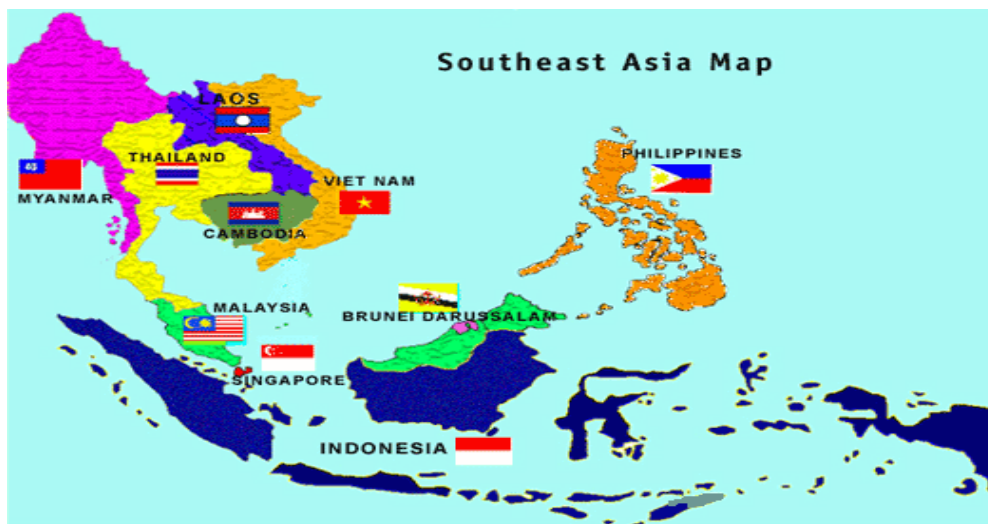 Southeast Asia Map
LAOS
THAILAND
PHILIPPINES
VIET NAM
MYANMAR
CAMBODIA
MALAYSIA
BRUNEI DARUSSALAM
SINGAPORE
INDONESIA